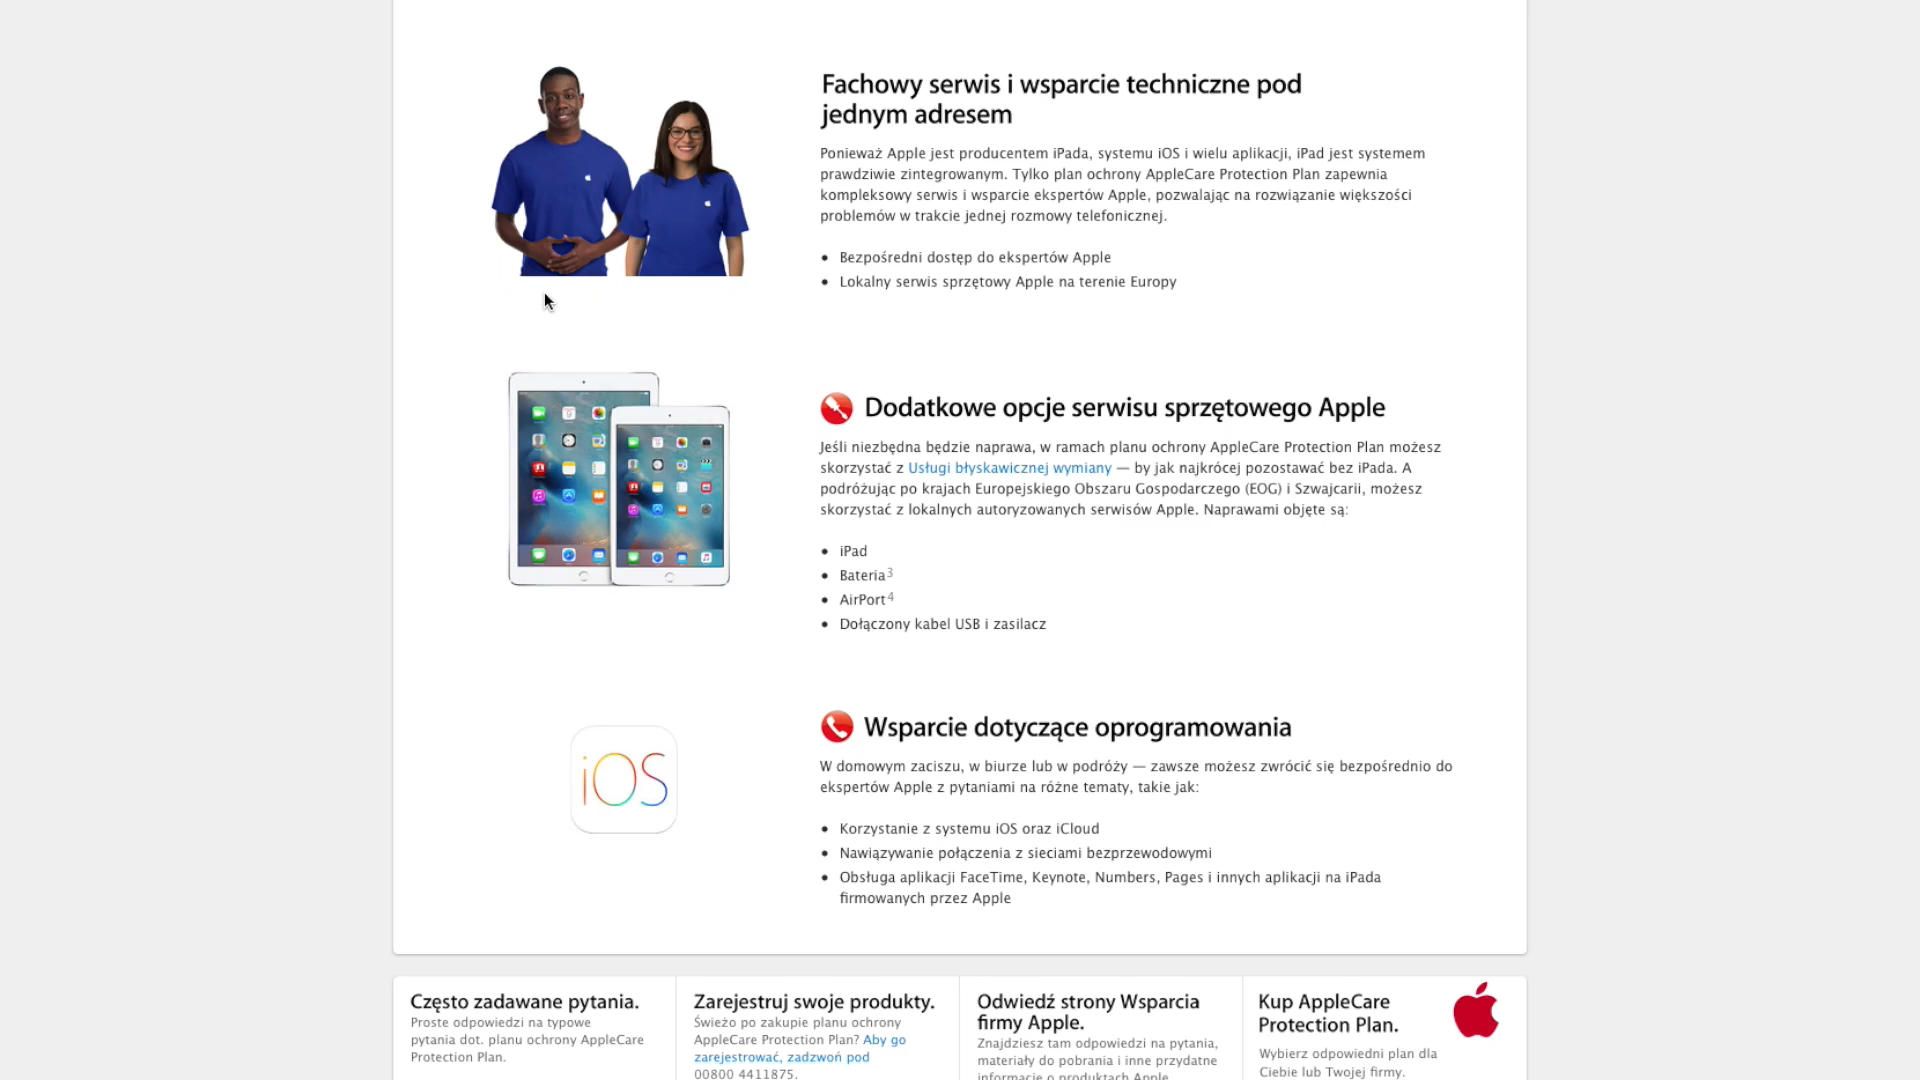 Fachowy serwis i wsparcie techniczne pod
jednym adresem
Ponieważ Apple jest producentem iPada, systemu iOS i wielu aplikacji, iPad jest systemem
prawdziwie zintegrowanym. Tylko plan ochrony AppleCare Protection Plan zapewnia
kompleksowy serwis i wsparcie ekspertów Apple, pozwalając na rozwiązanie większości
problemów w trakcie jednej rozmowy telefonicznej.
• Bezpośredni dostęp do ekspertów Apple
• Lokalny serwis sprzętowy Apple na terenie Europy
Dodatkowe opcje serwisu sprzętowego Apple
Jeśli niezbędna będzie naprawa, w ramach planu ochrony AppleCare Protection Plan możesz
skorzystać z Usługi błyskawicznej wymiany — by jak najkrócej pozostawać bez iPada. A
podróżując po krajach Europejskiego Obszaru Gospodarczego (EOG) i Szwajcarii, możesz
skorzystać z lokalnych autoryzowanych serwisów Apple. Naprawami objęte są:
• iPad
• Bateria3
• AirPort4
• Dołączony kabel USB i zasilacz
iOS
Wsparcie dotyczące oprogramowania
W domowym zaciszu, w biurze lub w podróży — zawsze możesz zwrócić się bezpośrednio do
ekspertów Apple z pytaniami na różne tematy, takie jak:
• Korzystanie z systemu iOS oraz iCloud
• Nawiązywanie połączenia z sieciami bezprzewodowymi
• Obsługa aplikacji FaceTime, Keynote, Numbers, Pages i innych aplikacji na iPada
firmowanych przez Apple
Często zadawane pytania.
Proste odpowiedzi na typowe
pytania dot. planu ochrony AppleCare
Protection Plan.
Zarejestruj swoje produkty.
Świeżo po zakupie planu ochrony
AppleCare Protection Plan? Aby go
zarejestrować, zadzwoń pod
00800 4411875.
Odwiedź strony Wsparcia
firmy Apple.
Znajdziesz tam odpowiedzi na pytania,
materiały do pobrania i inne przydatne
informacje o produktach Apple.
Kup AppleCare
Protection Plan.
Wybierz odpowiedni plan dla
Ciebie lub Twojej firmy.